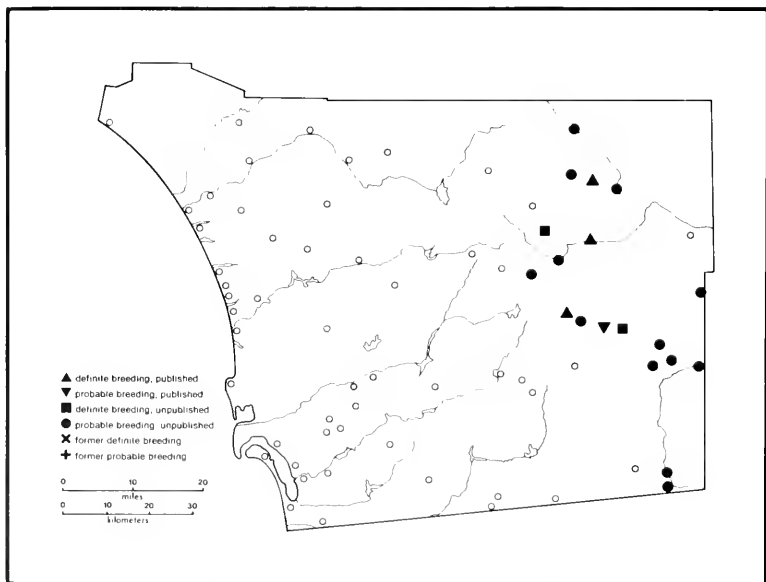 definite breeding, published
probable breeding, published
definite breeding, unpublished
probable breeding unpublished
former definite breeding
former probable breeding
0 10 20
miles
0 10 20 30
kilometers